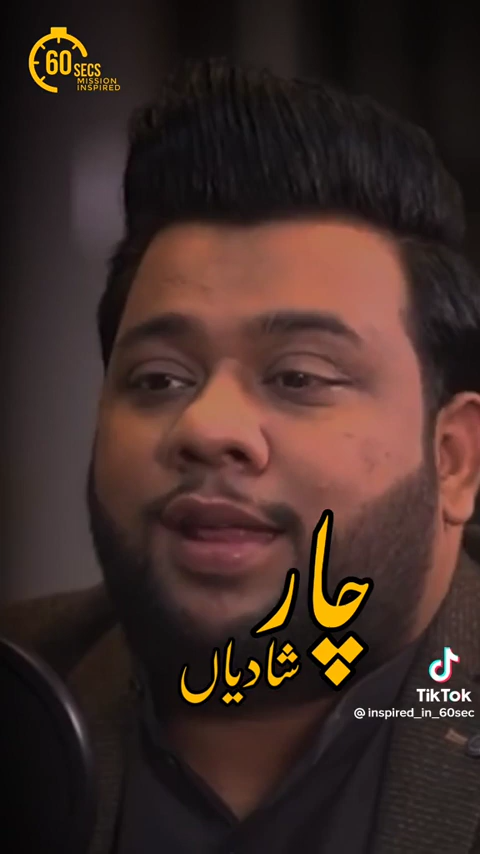 60 SECS
MISSION
INSPIRED
چار
شادیاں
TikTok
@inspired_in_60sec